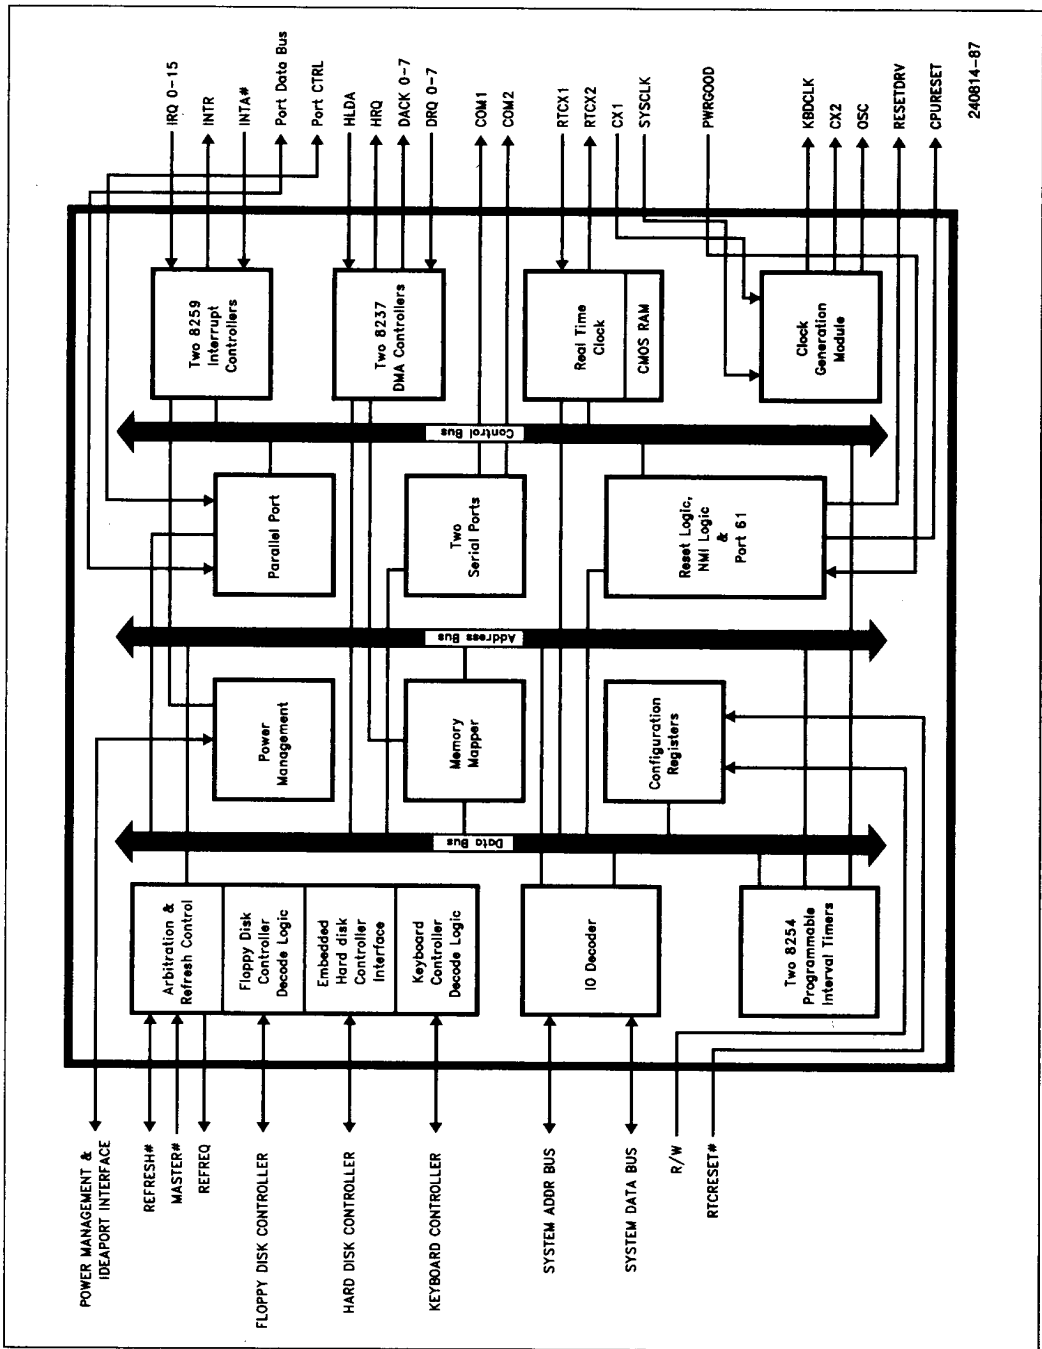 POWER MANAGEMENT &
IDEAPORT INTERFACE
REFRESH#
MASTER#
REFREQ
FLOPPY DISK CONTROLLER
HARD DISK CONTROLLER
KEYBOARD CONTROLLER
SYSTEM ADDR BUS
SYSTEM DATA BUS
R/W
RTCRESET#
Arbitration &
Refresh Control
Floppy Disk
Controller
Decode Logic
Embedded
Hard disk
Controller
Interface
Keyboard
Controller
Decode Logic
IO Decoder
Two 8254
Programmable
Interval Timers
Data Bus
Power
Management
Memory
Mapper
Configuration
Registers
Address Bus
Parallel Port
Two
Serial Ports
Reset Logic,
NMI Logic
&
Port 61
Control Bus
Two 8259
Interrupt
Controllers
Two 8237
DMA Controllers
Real Time
Clock
CMOS RAM
Clock
Generation
Module
IRQ 0-15
INTR
INTA#
Port Data Bus
Port CTRL
HLDA
HRQ
DACK 0-7
DRQ 0-7
COM1
COM2
RTCX1
RTCX2
CX1
SYSCLK
PWRGOOD
KBDCLK
CX2
OSC
RESETDRV
CPURESET
240814-87